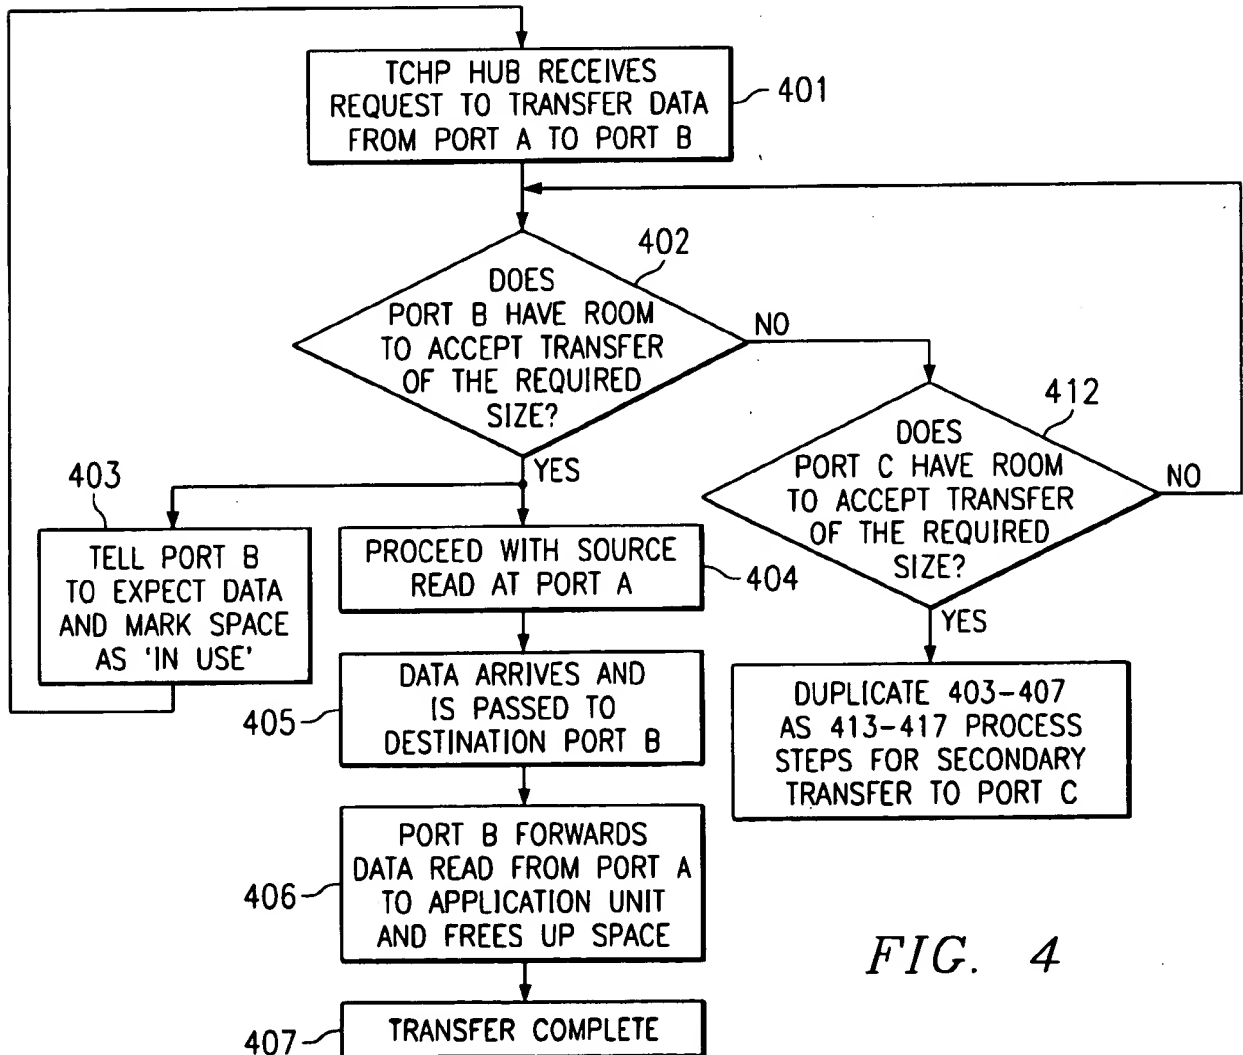 TCHP HUB RECEIVES
REQUEST TO TRANSFER DATA
FROM PORT A TO PORT B
401
402
DOES
PORT B HAVE ROOM
TO ACCEPT TRANSFER
OF THE REQUIRED
SIZE?
NO
YES
412
DOES
PORT C HAVE ROOM
TO ACCEPT TRANSFER
OF THE REQUIRED
SIZE?
NO
YES
403
TELL PORT B
TO EXPECT DATA
AND MARK SPACE
AS 'IN USE'
PROCEED WITH SOURCE
READ AT PORT A
404
405
DATA ARRIVES AND
IS PASSED TO
DESTINATION PORT B
DUPLICATE 403-407
AS 413-417 PROCESS
STEPS FOR SECONDARY
TRANSFER TO PORT C
406
PORT B FORWARDS
DATA READ FROM PORT A
TO APPLICATION UNIT
AND FREES UP SPACE
407
TRANSFER COMPLETE
FIG. 4